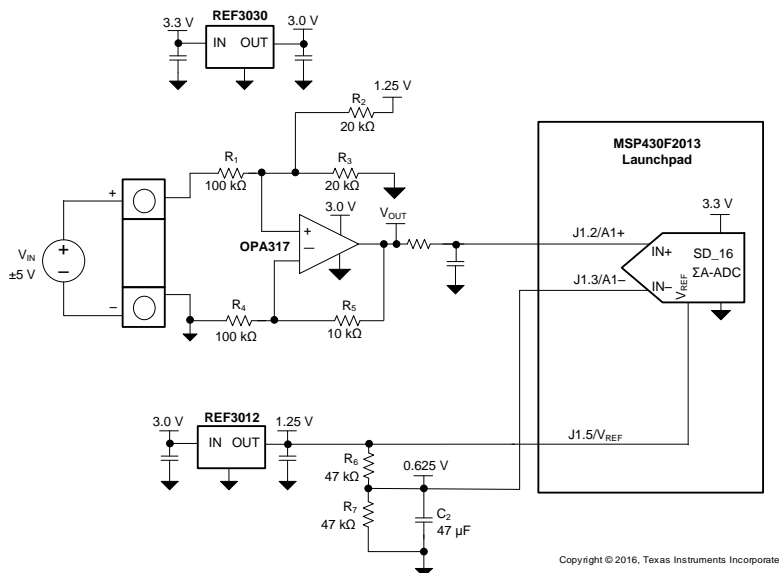 REF3030
3.3 V
3.0 V
IN OUT
1.25 V
R2
20 kΩ
R1
100 kΩ
R3
20 kΩ
MSP430F2013
Launchpad
+
3.0 V
VOUT
3.3 V
+
OPA317
−
J1.2/A1+
IN+
SD_16
ΣA-ADC
VREF
J1.3/A1−
IN−
VIN
±5 V
+
−
−
R4
100 kΩ
R5
10 kΩ
REF3012
3.0 V
1.25 V
IN OUT
J1.5/VREF
R6
47 kΩ
0.625 V
R7
47 kΩ
C2
47 µF
Copyright © 2016, Texas Instruments Incorporate